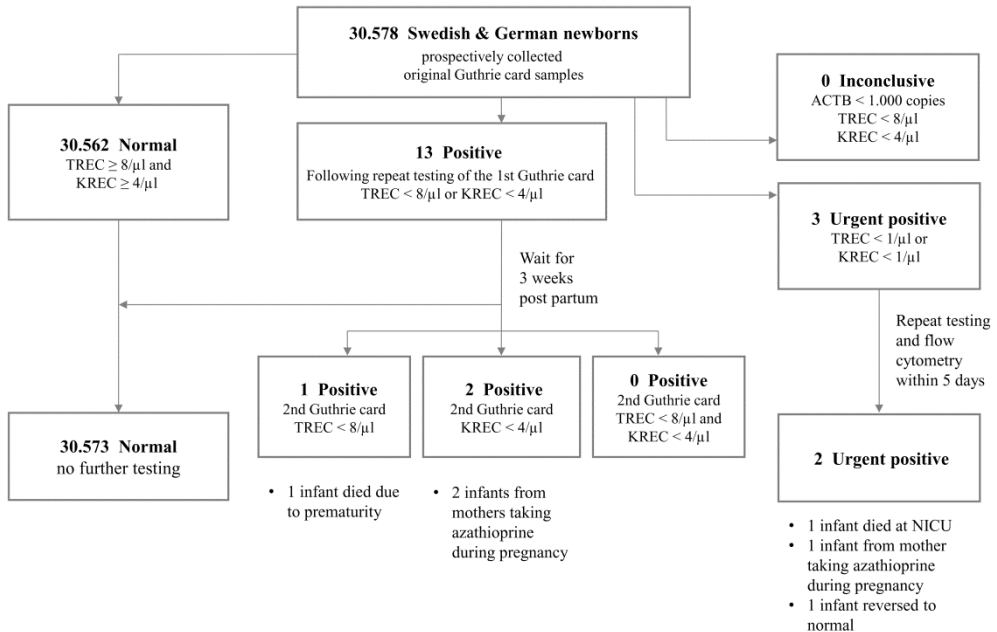 30.578 Swedish & German newborns
prospectively collected
original Guthrie card samples
0 Inconclusive
ACTB < 1.000 copies
TREC < 8/µl
KREC < 4/µl
30.562 Normal
TREC ≥ 8/µl and
KREC ≥ 4/µl
13 Positive
Following repeat testing of the 1st Guthrie card
TREC < 8/µl or KREC < 4/µl
3 Urgent positive
TREC < 1/µl or
KREC < 1/µl
Wait for
3 weeks
post partum
Repeat testing
and flow
cytometry
within 5 days
1 Positive
2nd Guthrie card
TREC < 8/µl
2 Positive
2nd Guthrie card
KREC < 4/µl
0 Positive
2nd Guthrie card
TREC < 8/µl and
KREC < 4/µl
30.573 Normal
no further testing
2 Urgent positive
• 1 infant died due
to prematurity
• 2 infants from
mothers taking
azathioprine
during pregnancy
• 1 infant died at NICU
• 1 infant from mother
taking azathioprine
during pregnancy
• 1 infant reversed to
normal